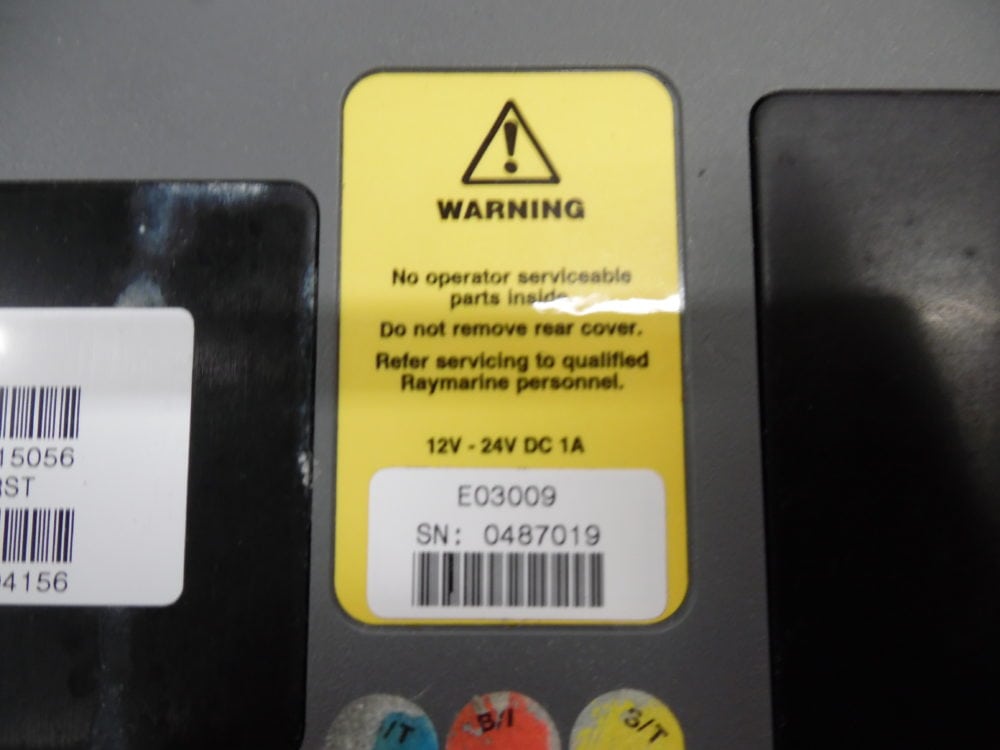 WARNING
No operator serviceable
parts inside.
Do not remove rear cover.
Refer servicing to qualified
Raymarine personnel.
12V - 24V DC 1A
E03009
SN: 0487019
15056
RST
4156
/T
S/T